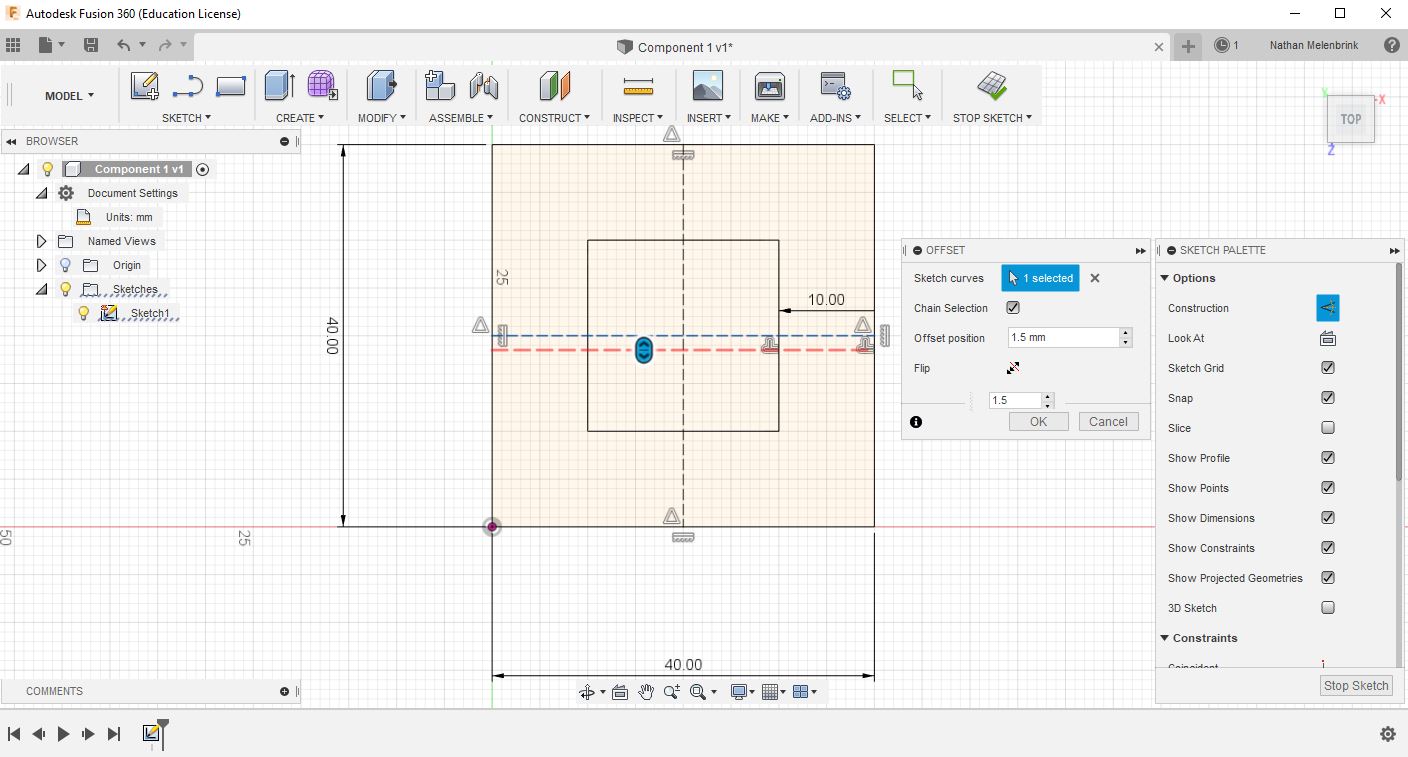 Autodesk Fusion 360 (Education License)
Component 1 v1*
1
Nathan Melenbrink
MODEL
SKETCH
CREATE
MODIFY
ASSEMBLE
CONSTRUCT
INSPECT
INSERT
MAKE
ADD-INS
SELECT
STOP SKETCH
BROWSER
Component 1 v1
Document Settings
Units: mm
Named Views
Origin
Sketches
Sketch1
TOP
X
Y
Z
25
10.00
40.00
50
25
40.00
OFFSET
Sketch curves
1 selected
Chain Selection
Offset position
1.5 mm
Flip
1.5
OK
Cancel
SKETCH PALETTE
Options
Construction
Look At
Sketch Grid
Snap
Slice
Show Profile
Show Points
Show Dimensions
Show Constraints
Show Projected Geometries
3D Sketch
Constraints
Coincident
Stop Sketch
COMMENTS